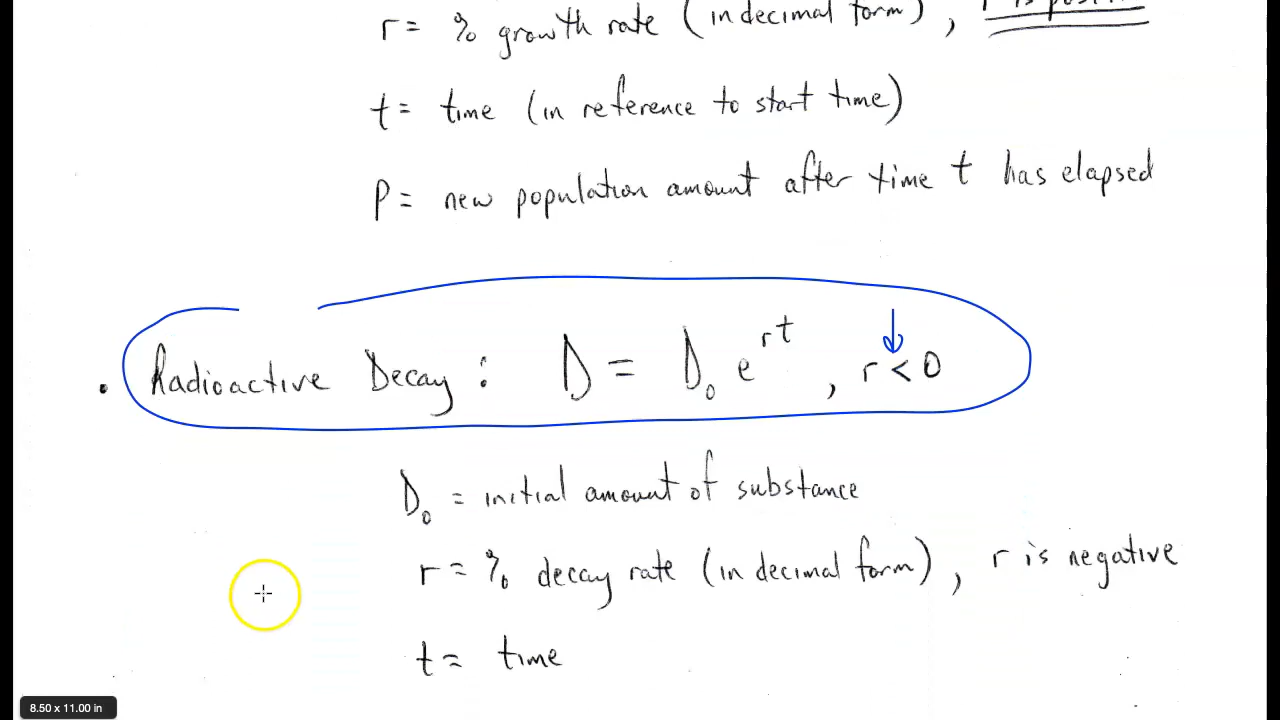 r = % growth rate (in decimal form), r is
t = time (in reference to start time)
P = new population amount after time t has elapsed
• Radioactive Decay : D = D₀ e^{rt} , r < 0
D₀ = initial amount of substance
r = % decay rate (in decimal form) , r is negative
t = time
8.50 x 11.00 in